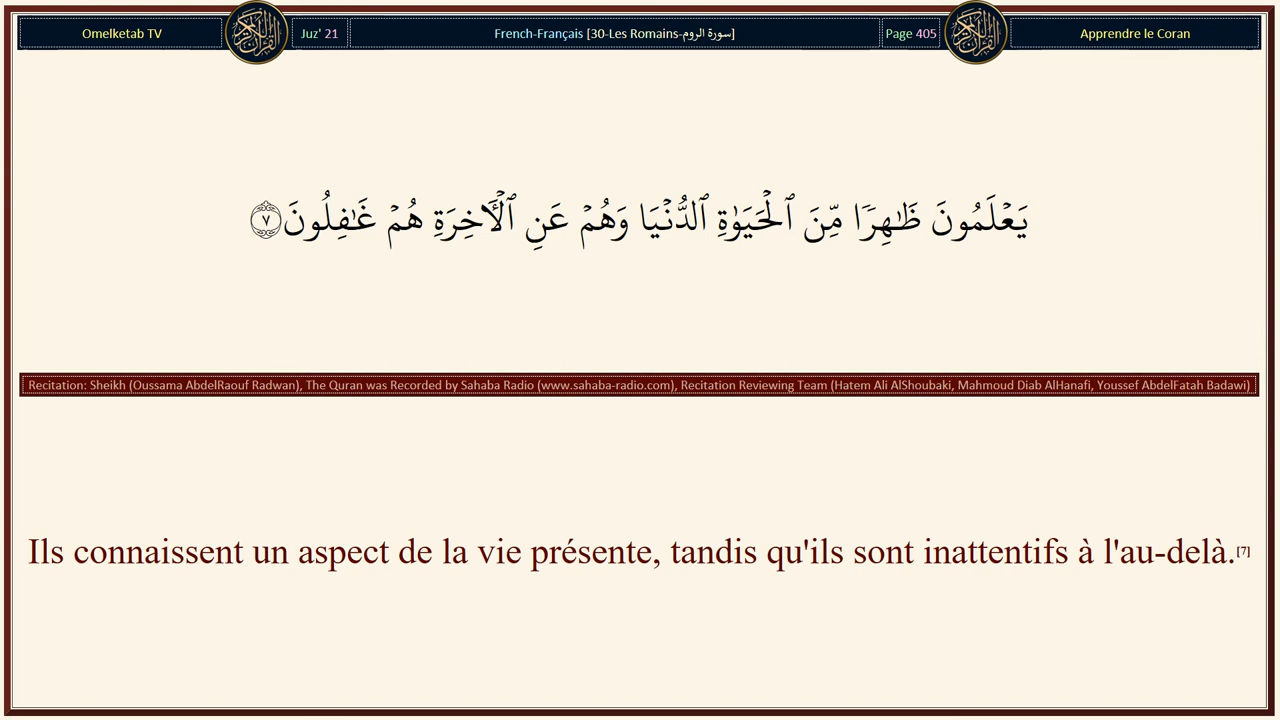 Omelketab TV
Juz' 21
French-Français [30-Les Romains-سورة الروم]
Page 405
Apprendre le Coran
يَعۡلَمُونَ ظَٰهِرٗا مِّنَ ٱلۡحَيَوٰةِ ٱلدُّنۡيَا وَهُمۡ عَنِ ٱلۡأٓخِرَةِ هُمۡ غَٰفِلُونَ ٧
Recitation: Sheikh (Oussama AbdelRaouf Radwan), The Quran was Recorded by Sahaba Radio (www.sahaba-radio.com), Recitation Reviewing Team (Hatem Ali AlShoubaki, Mahmoud Diab AlHanafi, Youssef AbdelFatah Badawi)
Ils connaissent un aspect de la vie présente, tandis qu'ils sont inattentifs à l'au-delà.[7]